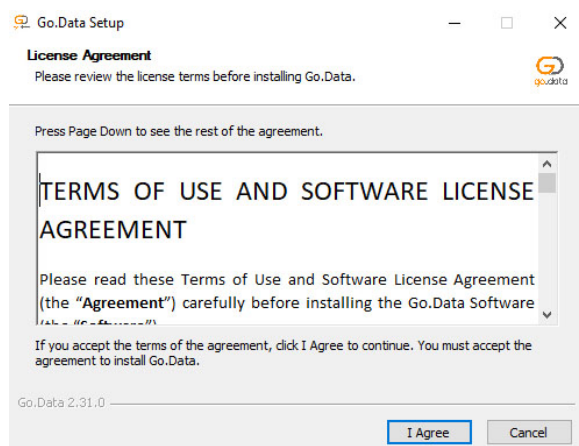 Go.Data Setup
License Agreement
Please review the license terms before installing Go.Data.
go.data
Press Page Down to see the rest of the agreement.
TERMS OF USE AND SOFTWARE LICENSE
AGREEMENT
Please read these Terms of Use and Software License Agreement
(the “Agreement”) carefully before installing the Go.Data Software
(the “Software”)
If you accept the terms of the agreement, click I Agree to continue. You must accept the
agreement to install Go.Data.
Go.Data 2.31.0
I Agree
Cancel